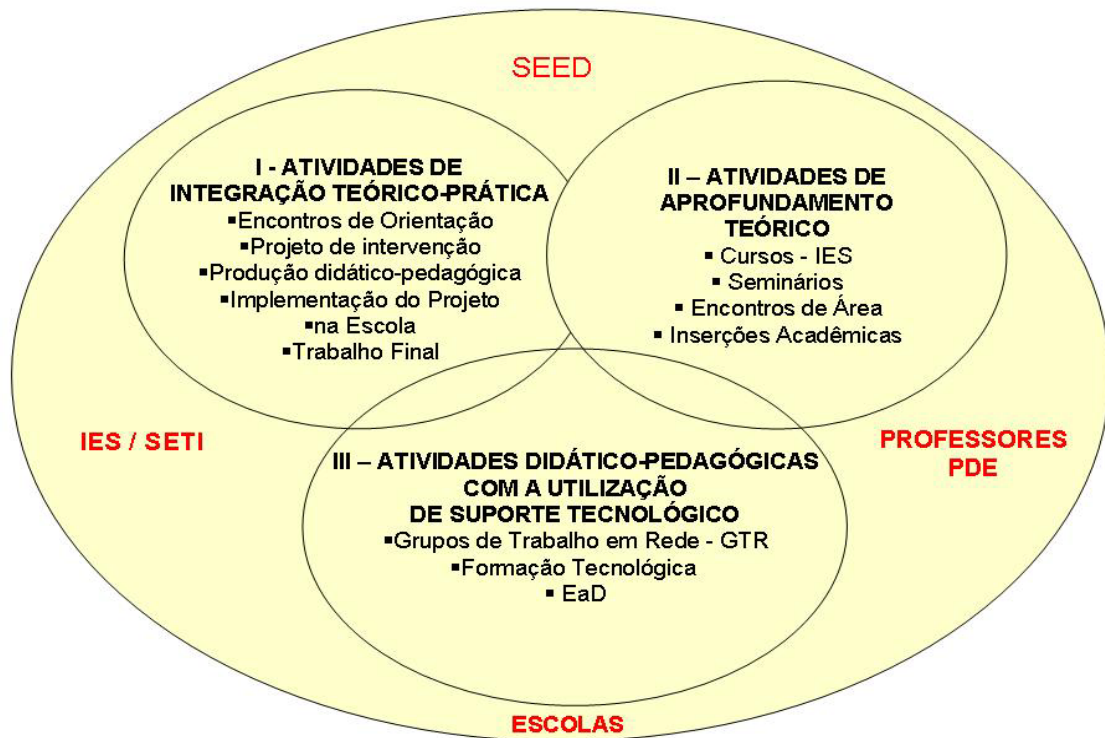 SEED
I - ATIVIDADES DE
INTEGRAÇÃO TEÓRICO-PRÁTICA
▪Encontros de Orientação
▪Projeto de intervenção
▪Produção didático-pedagógica
▪Implementação do Projeto
▪na Escola
▪Trabalho Final
II – ATIVIDADES DE
APROFUNDAMENTO
TEÓRICO
▪ Cursos - IES
▪ Seminários
▪ Encontros de Área
▪ Inserções Acadêmicas
IES / SETI
PROFESSORES
PDE
III – ATIVIDADES DIDÁTICO-PEDAGÓGICAS
COM A UTILIZAÇÃO
DE SUPORTE TECNOLÓGICO
▪Grupos de Trabalho em Rede - GTR
▪Formação Tecnológica
▪ EaD
ESCOLAS